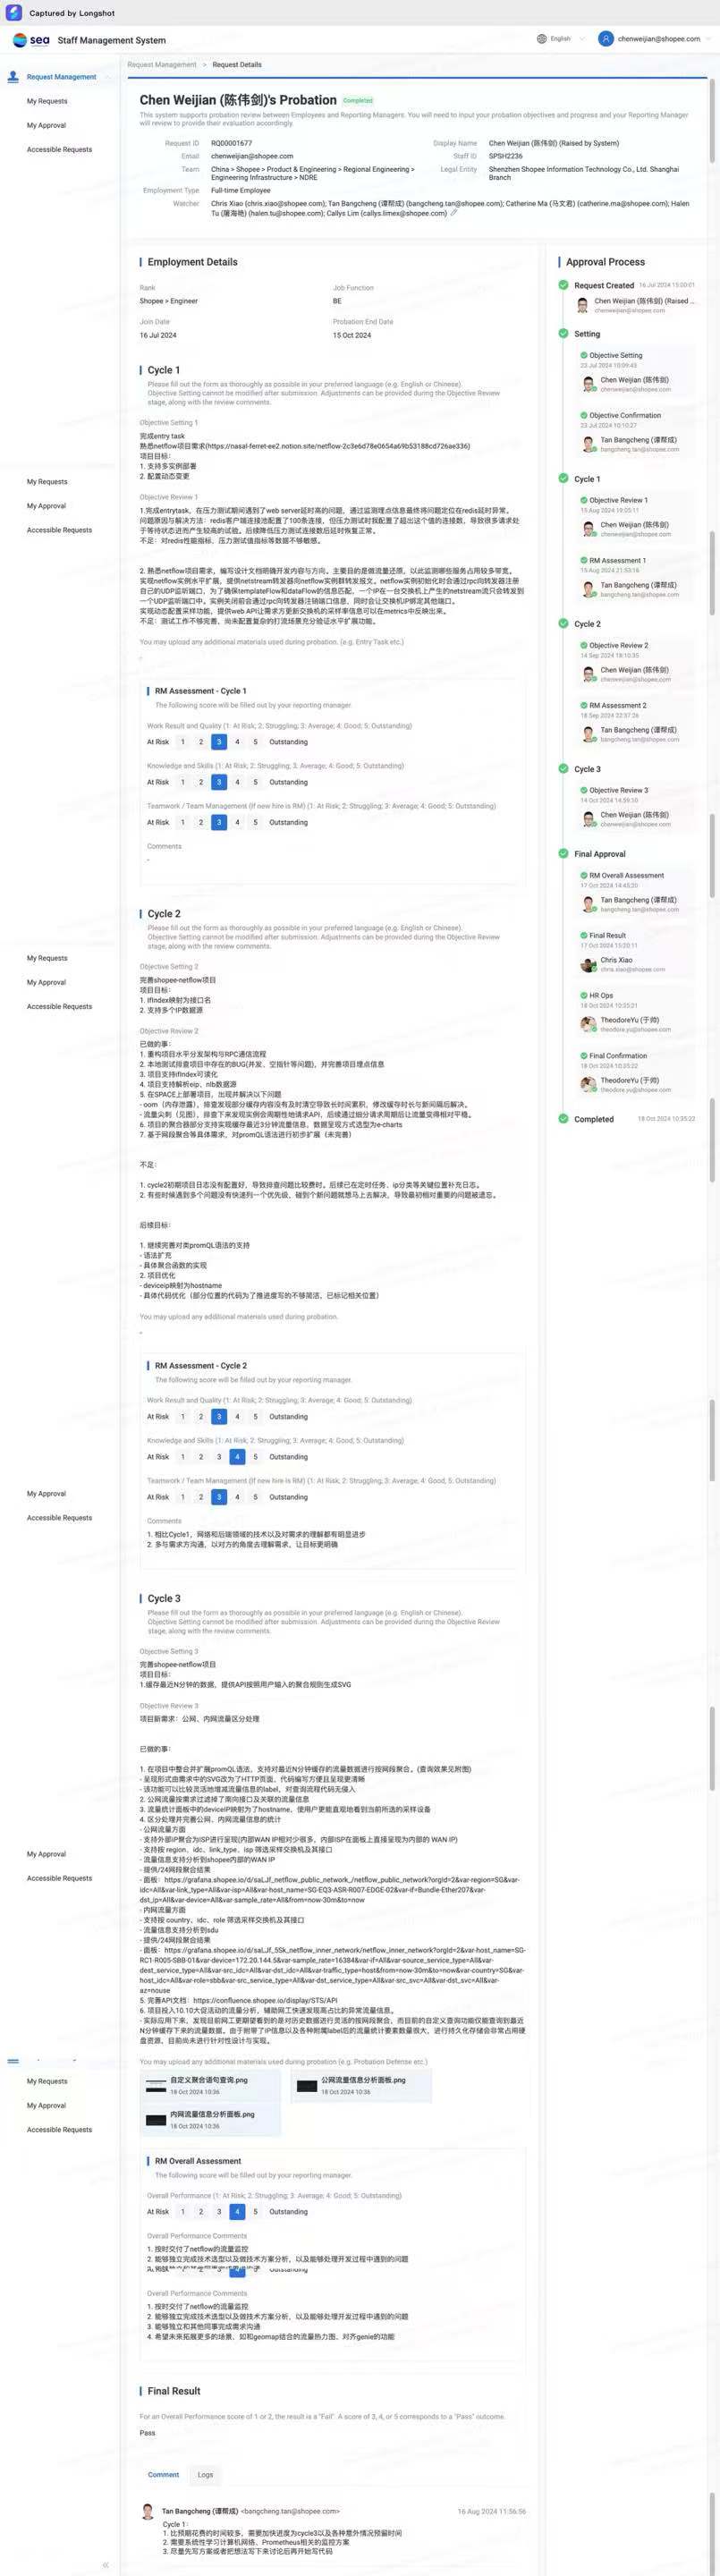 Captured by Longshot
sea Staff Management System
English
chenweijian@shopee.com
Request Management
My Requests
My Approval
Accessible Requests
Request Management > Request Details
Chen Weijian (陈伟剑)'s Probation Completed
This system supports probation review between Employees and Reporting Managers. You will need to input your probation objectives and progress and your Reporting Manager
will review to provide their evaluation accordingly.
Request ID RQ00001677
Display Name Chen Weijian (陈伟剑) (Raised by System)
Email chenweijian@shopee.com
Staff ID SPSH2236
Team China > Shopee > Product & Engineering > Regional Engineering >
Engineering Infrastructure > NDRE
Legal Entity Shenzhen Shopee Information Technology Co., Ltd. Shanghai
Branch
Employment Type Full-time Employee
Watcher Chris Xiao (chris.xiao@shopee.com); Tan Bangcheng (谭帮成) (bangcheng.tan@shopee.com); Catherine Ma (马文君) (catherine.ma@shopee.com); Halen
Tu (屠海艳) (halen.tu@shopee.com); Callys Lim (callys.limex@shopee.com)
Employment Details
Rank
Shopee > Engineer
Job Function
BE
Join Date
16 Jul 2024
Probation End Date
15 Oct 2024
Cycle 1
Please fill out the form as thoroughly as possible in your preferred language (e.g. English or Chinese).
Objective Setting cannot be modified after submission. Adjustments can be provided during the Objective Review
stage, along with the review comments.
Objective Setting 1
完成entry task
熟悉netflow项目需求(https://nasal-ferret-ee2.notion.site/netflow-2c3e6d78e0654a69b53188cd726ae336)
项目目标：
1. 支持多实例部署
2. 配置动态变更
Objective Review 1
1.完成entrytask，在压力测试期间遇到了web server延时高的问题，通过监测埋点信息最终将问题定位在redis延时异常。
问题原因与解决方法：redis客户端连接池配置了100条连接，但压力测试时我配置了超出这个值的连接数，导致很多请求处
于等待状态进而产生较高的试验。后续降低压力测试连接数后延时恢复正常。
不足：对redis性能指标，压力测试值指标等数据不够敏感。
2. 熟悉netflow项目需求，编写设计文档明确开发内容与方向。主要目的是做流量还原，以此监测哪些服务占用较多带宽。
实现netflow实例水平扩展，提供netstream转发器向netflow实例群转发报文。netflow实例初始化时会通过rpc向转发器注册
自己的UDP监听端口，为了确保templateFlow和dataFlow的信息匹配，一个IP在一台交换机上产生的netstream流只会转发到
一个UDP监听端口中。实例关闭前会通过rpc向转发器注销端口信息，同时会让交换机IP绑定其他端口。
实现动态配置采样功能，提供web API让需求方更新交换机的采样率信息可以在metrics中反映出来。
不足：测试工作不够完善，尚未配置复杂的打流场景充分验证水平扩展功能。
You may upload any additional materials used during probation. (e.g. Entry Task etc.)
-
RM Assessment - Cycle 1
The following score will be filled out by your reporting manager.
Work Result and Quality (1: At Risk; 2: Struggling; 3: Average; 4: Good; 5: Outstanding)
At Risk 1 2 3 4 5 Outstanding
Knowledge and Skills (1: At Risk; 2: Struggling; 3: Average; 4: Good; 5: Outstanding)
At Risk 1 2 3 4 5 Outstanding
Teamwork / Team Management (If new hire is RM) (1: At Risk; 2: Struggling; 3: Average; 4: Good; 5: Outstanding)
At Risk 1 2 3 4 5 Outstanding
Comments
-
Cycle 2
Please fill out the form as thoroughly as possible in your preferred language (e.g. English or Chinese).
Objective Setting cannot be modified after submission. Adjustments can be provided during the Objective Review
stage, along with the review comments.
Objective Setting 2
完善shopee-netflow项目
项目目标：
1. IfIndex映射为接口名
2. 支持多个IP数据源
Objective Review 2
已做的事：
1. 重构项目水平分发架构与RPC通信流程
2. 本地测试排查项目中存在的BUG(并发、空指针等问题)，并完善项目埋点信息
3. 项目支持ifIndex可读化
4. 项目支持解析eip、nlb数据源
5. 在SPACE上部署项目，出现并解决以下问题
- oom（内存泄露），排查发现部分缓存内容没有及时清空导致长时间累积，修改缓存时长与新间隔后解决。
- 流量尖刺（见图），排查下来发现实例会周期性地请求API，后续通过细分请求周期后让流量变得相对平稳。
6. 项目的聚合器部分支持实现缓存最近3分钟流量信息，数据呈现方式选型为e-charts
7. 基于网段聚合等具体需求，对promQL语法进行初步扩展（未完善）
不足：
1. cycle2初期项目日志没有配置好，导致排查问题比较费时。后续已在定时任务、ip分类等关键位置补充日志。
2. 有些时候遇到多个问题没有快速列一个优先级，碰到个新问题就想马上去解决，导致最初相对重要的问题被遗忘。
后续目标：
1. 继续完善对类promQL语法的支持
- 语法扩充
- 具体聚合函数的实现
2. 项目优化
- deviceip映射为hostname
- 具体代码优化（部分位置的代码为了推进度写的不够简洁，已标记相关位置）
You may upload any additional materials used during probation.
-
RM Assessment - Cycle 2
The following score will be filled out by your reporting manager.
Work Result and Quality (1: At Risk; 2: Struggling; 3: Average; 4: Good; 5: Outstanding)
At Risk 1 2 3 4 5 Outstanding
Knowledge and Skills (1: At Risk; 2: Struggling; 3: Average; 4: Good; 5: Outstanding)
At Risk 1 2 3 4 5 Outstanding
Teamwork / Team Management (If new hire is RM) (1: At Risk; 2: Struggling; 3: Average; 4: Good; 5: Outstanding)
At Risk 1 2 3 4 5 Outstanding
Comments
1. 相比Cycle1，网络和后端领域的技术以及对需求的理解都有明显进步
2. 多与需求方沟通，以对方的角度去理解需求，让目标更明确
Cycle 3
Please fill out the form as thoroughly as possible in your preferred language (e.g. English or Chinese).
Objective Setting cannot be modified after submission. Adjustments can be provided during the Objective Review
stage, along with the review comments.
Objective Setting 3
完善shopee-netflow项目
项目目标：
1.缓存最近N分钟的数据，提供API按照用户输入的聚合规则生成SVG
Objective Review 3
项目新需求：公网、内网流量区分处理
已做的事：
1. 在项目中整合并扩展promQL语法，支持对最近N分钟缓存的流量数据进行按网段聚合。(查询效果见附图)
- 呈现形式由需求中的SVG改为了HTTP页面，代码编写方便且呈现更清晰
- 该功能可以比较灵活地增减流量信息的label，对查询流程代码无侵入
2. 公网流量按需求过滤掉了南向接口及关联的流量信息
3. 流量统计面板中的deviceIP映射为了hostname，使用户更能直观地看到当前所选的采样设备
4. 区分处理并完善公网、内网流量信息的统计
- 公网流量方面
- 支持外部IP聚合为ISP进行呈现(内部WAN IP相对少很多，内部ISP在面板上直接呈现为内部的 WAN IP)
- 支持按 region、idc、link_type、isp 筛选采样交换机及其接口
- 流量信息支持分析到shopee内部的WAN IP
- 提供/24网段聚合结果
- 面板：https://grafana.shopee.io/d/saLJf_netflow_public_network_/netflow_public_network?orgId=2&var-region=SG&var-
idc=All&var-link_type=All&var-isp=All&var-host_name=SG-EQ3-ASR-R007-EDGE-02&var-if=Bundle-Ether207&var-
dst_ip=All&var-device=All&var-sample_rate=All&from=now-30m&to=now
- 内网流量方面
- 支持按 country、idc、role 筛选采样交换机及其接口
- 流量信息支持分析到sdu
- 提供/24网段聚合结果
- 面板：https://grafana.shopee.io/d/saLJf_5Sk_netflow_inner_network/netflow_inner_network?orgId=2&var-host_name=SG-
RC1-R005-SBB-01&var-device=172.20.144.5&var-sample_rate=16384&var-if=All&var-source_service_type=All&var-
dest_service_type=All&var-src_idc=All&var-dst_idc=All&var-traffic_type=host&from=now-30m&to=now&var-country=SG&var-
host_idc=All&var-role=sbb&var-src_service_type=All&var-dst_service_type=All&var-src_svc=All&var-dst_svc=All&var-
az=nouse
5. 完善API文档：https://confluence.shopee.io/display/STS/API
6. 项目投入10.10大促活动的流量分析，辅助网工快速发现高占比的异常流量信息。
- 实际应用下来，发现目前网工更期望看到的是对历史数据进行灵活的按网段聚合，而目前的自定义查询功能仅能查询到最近
N分钟缓存下来的流量数据。由于附带了IP信息以及各种附属label后的流量统计要素数量很大，进行持久化存储会非常占用硬
盘资源，目前尚未进行针对性设计与实现。
You may upload any additional materials used during probation (e.g. Probation Defense etc.)
自定义聚合语句查询.png
18 Oct 2024 10:36
公网流量信息分析面板.png
18 Oct 2024 10:36
内网流量信息分析面板.png
18 Oct 2024 10:36
RM Overall Assessment
The following score will be filled out by your reporting manager.
Overall Performance (1: At Risk; 2: Struggling; 3: Average; 4: Good; 5: Outstanding)
At Risk 1 2 3 4 5 Outstanding
Overall Performance Comments
1. 按时交付了netflow的流量监控
2. 能够独立完成技术选型以及做技术方案分析，以及能够处理开发过程中遇到的问题
Overall Performance Comments
1. 按时交付了netflow的流量监控
2. 能够独立完成技术选型以及做技术方案分析，以及能够处理开发过程中遇到的问题
3. 能够独立和其他同事完成需求沟通
4. 希望未来拓展更多的场景，如和geomap结合的流量热力图、对齐genie的功能
Final Result
For an Overall Performance score of 1 or 2, the result is a "Fail". A score of 3, 4, or 5 corresponds to a "Pass" outcome.
Pass
Comment
Logs
Tan Bangcheng (谭帮成) <bangcheng.tan@shopee.com>
16 Aug 2024 11:56:56
Cycle 1:
1. 比预期花费的时间较多，需要加快进度为cycle3以及各种意外情况预留时间
2. 需要系统性学习计算机网络、Prometheus相关的监控方案
3. 尽量先写方案或者把想法写下来讨论后再开始写代码
Approval Process
Request Created 16 Jul 2024 15:00:01
Chen Weijian (陈伟剑) (Raised ...
chenweijian@shopee.com
Setting
Objective Setting
23 Jul 2024 10:09:43
Chen Weijian (陈伟剑)
chenweijian@shopee.com
Objective Confirmation
23 Jul 2024 10:10:27
Tan Bangcheng (谭帮成)
bangcheng.tan@shopee.com
Cycle 1
Objective Review 1
15 Aug 2024 19:05:11
Chen Weijian (陈伟剑)
chenweijian@shopee.com
RM Assessment 1
15 Aug 2024 21:53:16
Tan Bangcheng (谭帮成)
bangcheng.tan@shopee.com
Cycle 2
Objective Review 2
14 Sep 2024 18:10:35
Chen Weijian (陈伟剑)
chenweijian@shopee.com
RM Assessment 2
18 Sep 2024 22:37:26
Tan Bangcheng (谭帮成)
bangcheng.tan@shopee.com
Cycle 3
Objective Review 3
14 Oct 2024 14:59:30
Chen Weijian (陈伟剑)
chenweijian@shopee.com
Final Approval
RM Overall Assessment
17 Oct 2024 14:45:20
Tan Bangcheng (谭帮成)
bangcheng.tan@shopee.com
Final Result
17 Oct 2024 15:20:11
Chris Xiao
chris.xiao@shopee.com
HR Ops
18 Oct 2024 10:35:21
TheodoreYu (于帅)
theodore.yu@shopee.com
Final Confirmation
18 Oct 2024 10:35:22
TheodoreYu (于帅)
theodore.yu@shopee.com
Completed 18 Oct 2024 10:35:23
My Requests
My Approval
Accessible Requests
My Requests
My Approval
Accessible Requests
My Approval
Accessible Requests
My Approval
Accessible Requests
My Requests
My Approval
Accessible Requests